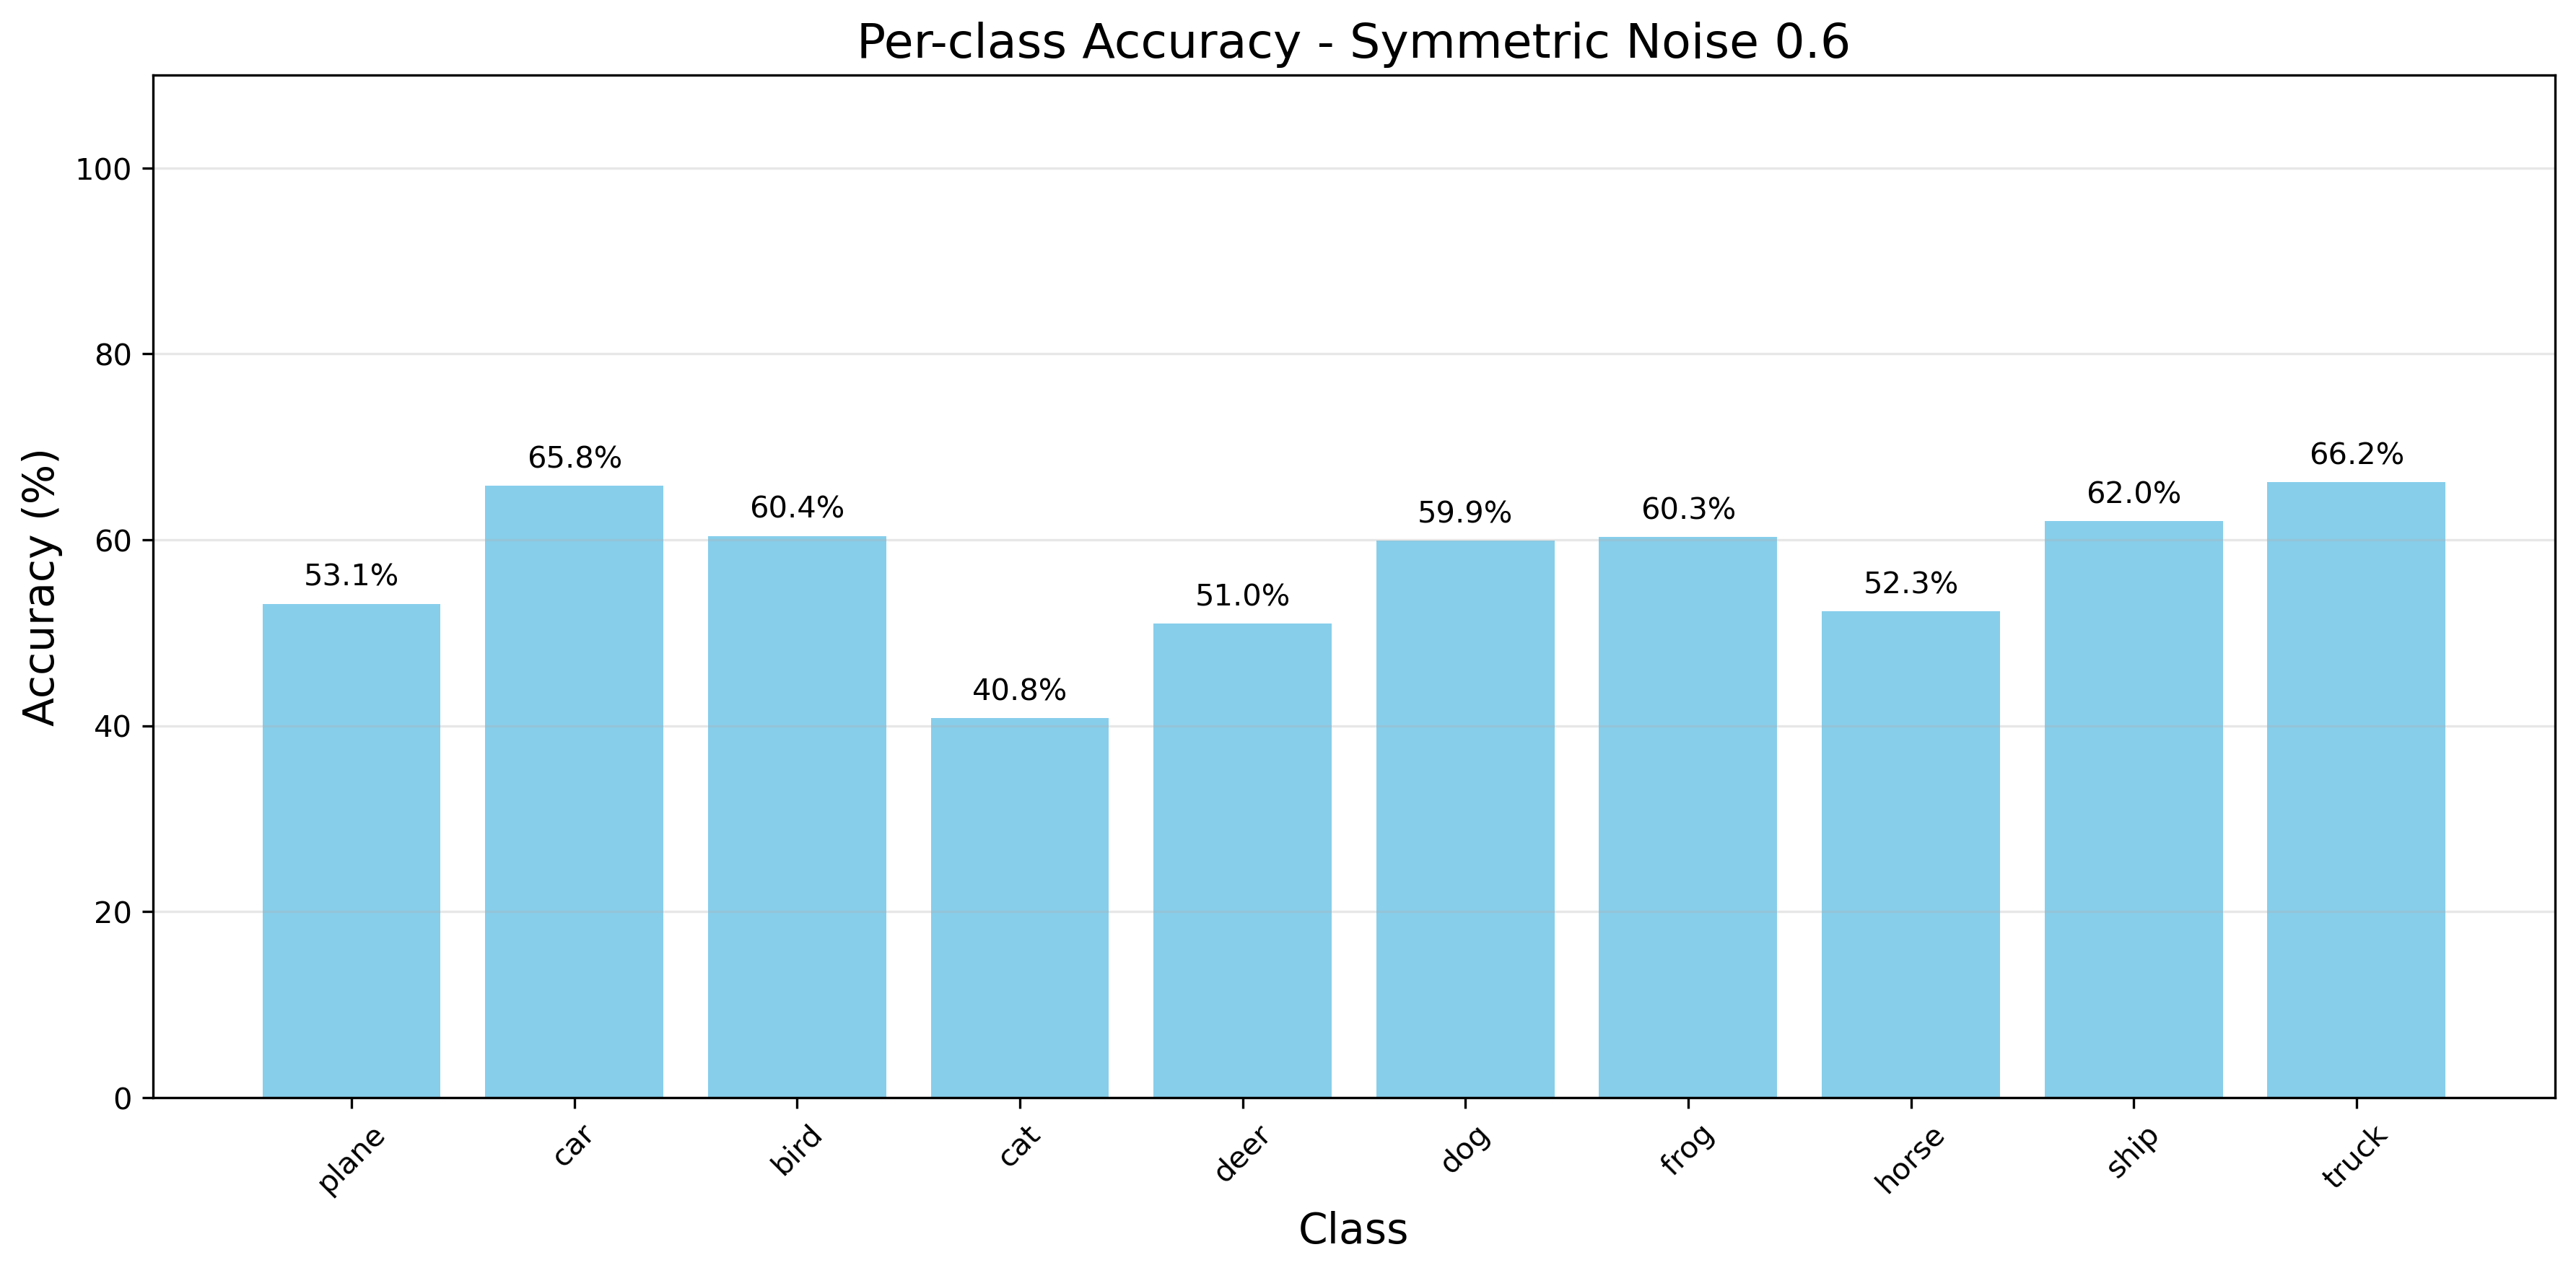 Per-class Accuracy - Symmetric Noise 0.6
Accuracy (%)
100
80
60
40
20
0
53.1%
65.8%
60.4%
40.8%
51.0%
59.9%
60.3%
52.3%
62.0%
66.2%
plane
car
bird
cat
deer
dog
frog
horse
ship
truck
Class